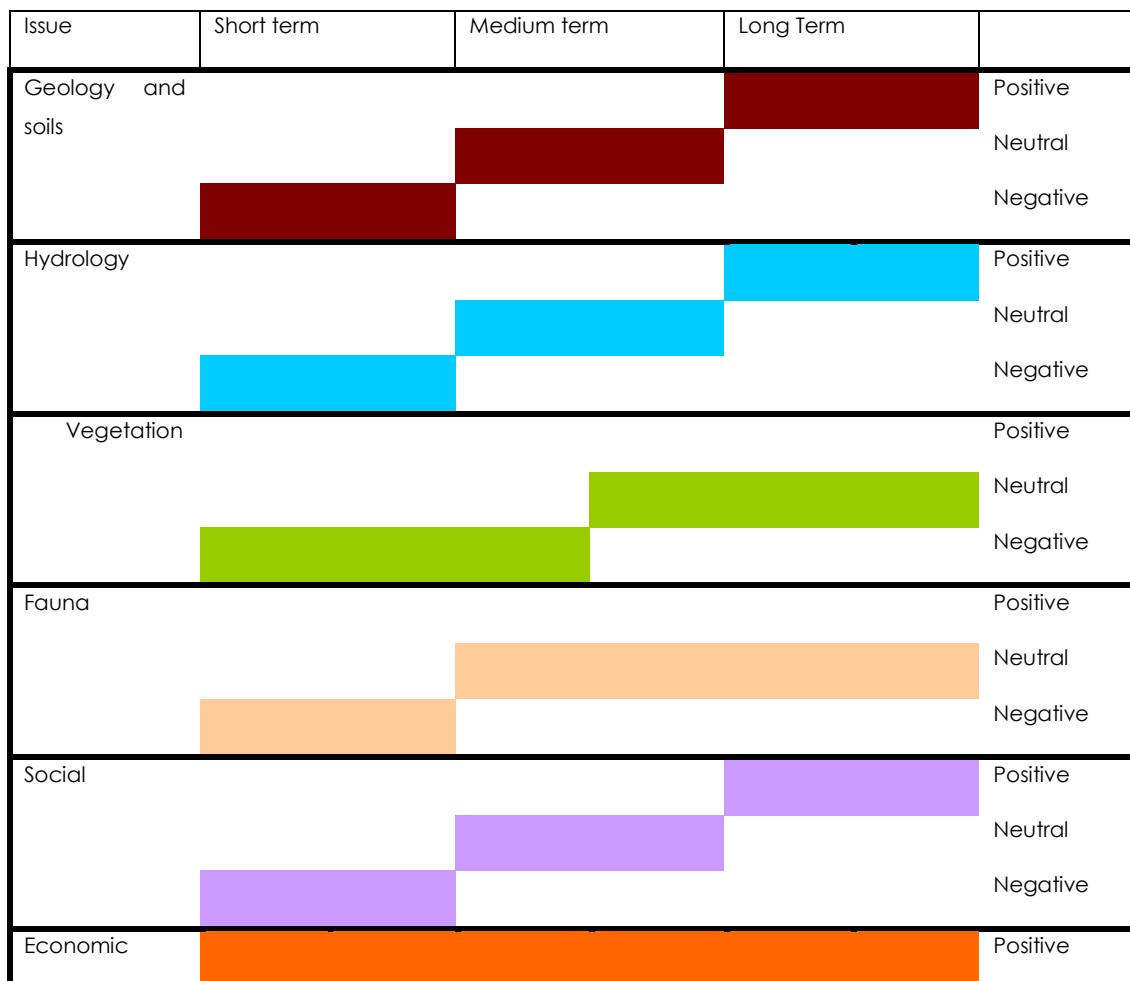 Issue Short term Medium term Long Term
Geology and Positive
soils
Neutral
Negative
Hydrology Positive
Neutral
Negative
Vegetation Positive
Neutral
Negative
Fauna Positive
Neutral
Negative
Social Positive
Neutral
Negative
Economic Positive